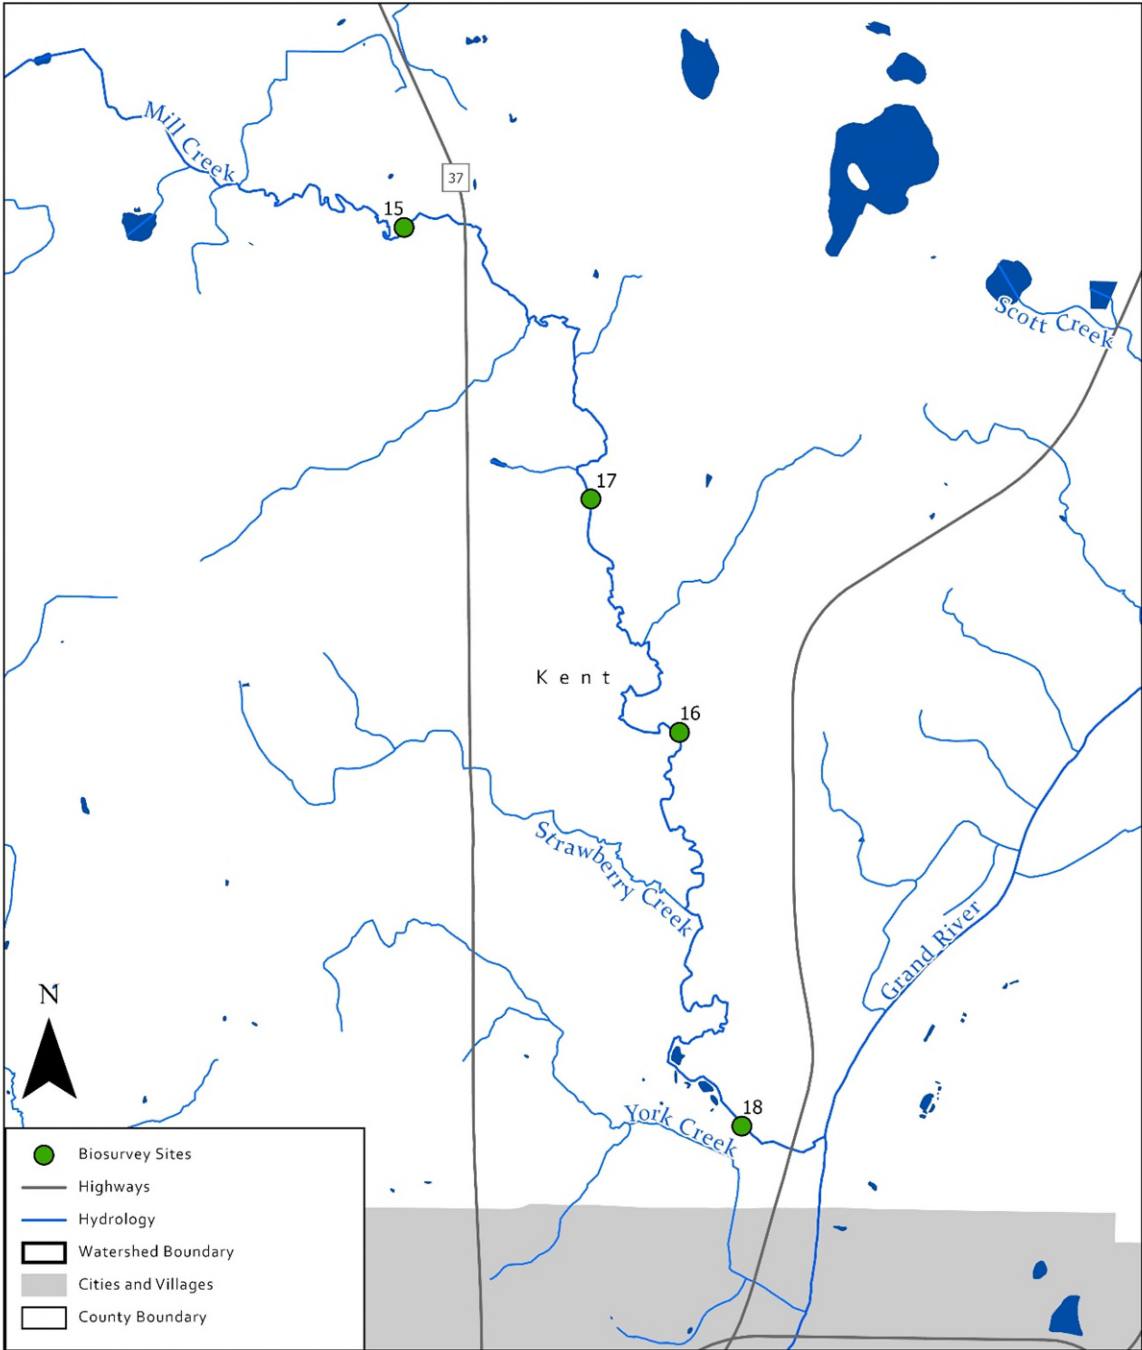 Mill Creek
37
15
Scott Creek
17
Kent
16
Strawberry Creek
Grand River
N
18
York Creek
Biosurvey Sites
Highways
Hydrology
Watershed Boundary
Cities and Villages
County Boundary